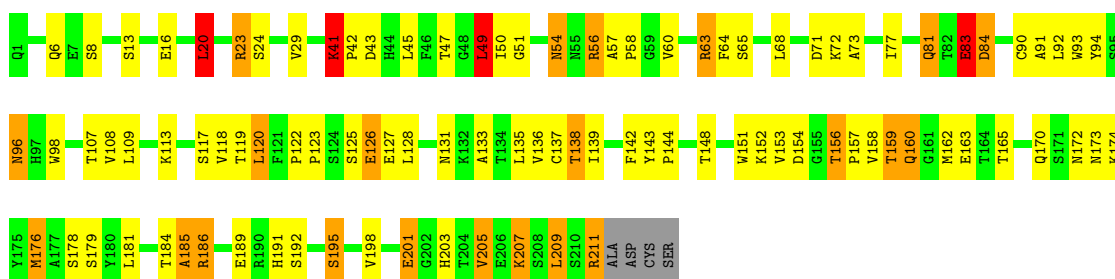 Q1 Q6 E7 S8 S13 E16 L20 R23 S24 V29 K41 P42 D43 H44 L45 F46 T47 G48 L49 I50 G51 N54 N55 R56 A57 P58 G59 V60 R63 F64 S65 L68 D71 K72 A73 I77 Q81 T82 E83 D84 C90 A91 L92 W93 Y94 S95
N96 H97 W98 T107 V108 L109 K113 S117 V118 T119 L120 F121 P122 P123 S124 S125 E126 E127 L128 N131 K132 A133 T134 L135 V136 C137 T138 I139 F142 Y143 P144 T148 W151 K152 V153 D154 G155 T156 P157 V158 T159 Q160 G161 M162 E163 T164 T165 Q170 S171 N172 N173 K174
Y175 M176 A177 S178 S179 Y180 L181 T184 A185 R186 E189 R190 H191 S192 S195 V198 E201 G202 H203 T204 V205 E206 K207 S208 L209 S210 R211 ALA ASP CYS SER